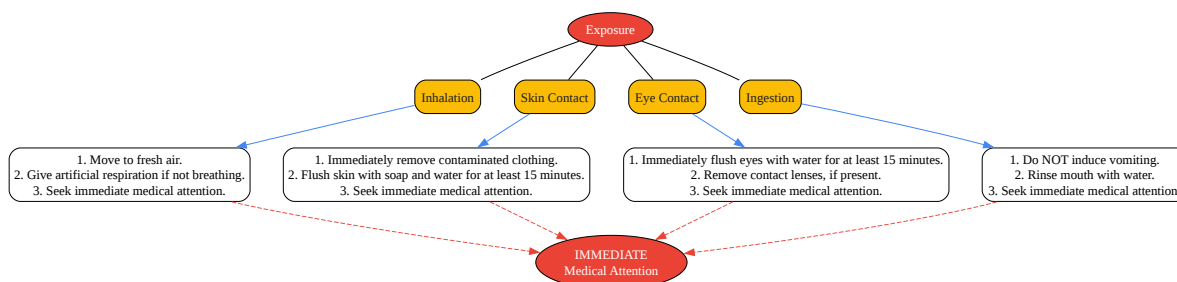 Exposure
Inhalation
Skin Contact
Eye Contact
Ingestion
1. Move to fresh air.
2. Give artificial respiration if not breathing.
3. Seek immediate medical attention.
1. Immediately remove contaminated clothing.
2. Flush skin with soap and water for at least 15 minutes.
3. Seek immediate medical attention.
1. Immediately flush eyes with water for at least 15 minutes.
2. Remove contact lenses, if present.
3. Seek immediate medical attention.
1. Do NOT induce vomiting.
2. Rinse mouth with water.
3. Seek immediate medical attention
IMMEDIATE
Medical Attention